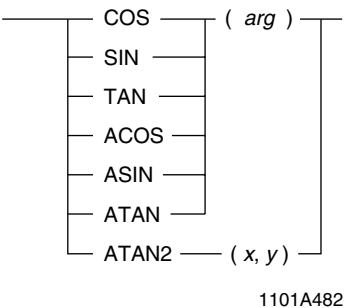 COS ( arg )
SIN
TAN
ACOS
ASIN
ATAN
ATAN2 ( x, y )
1101A482